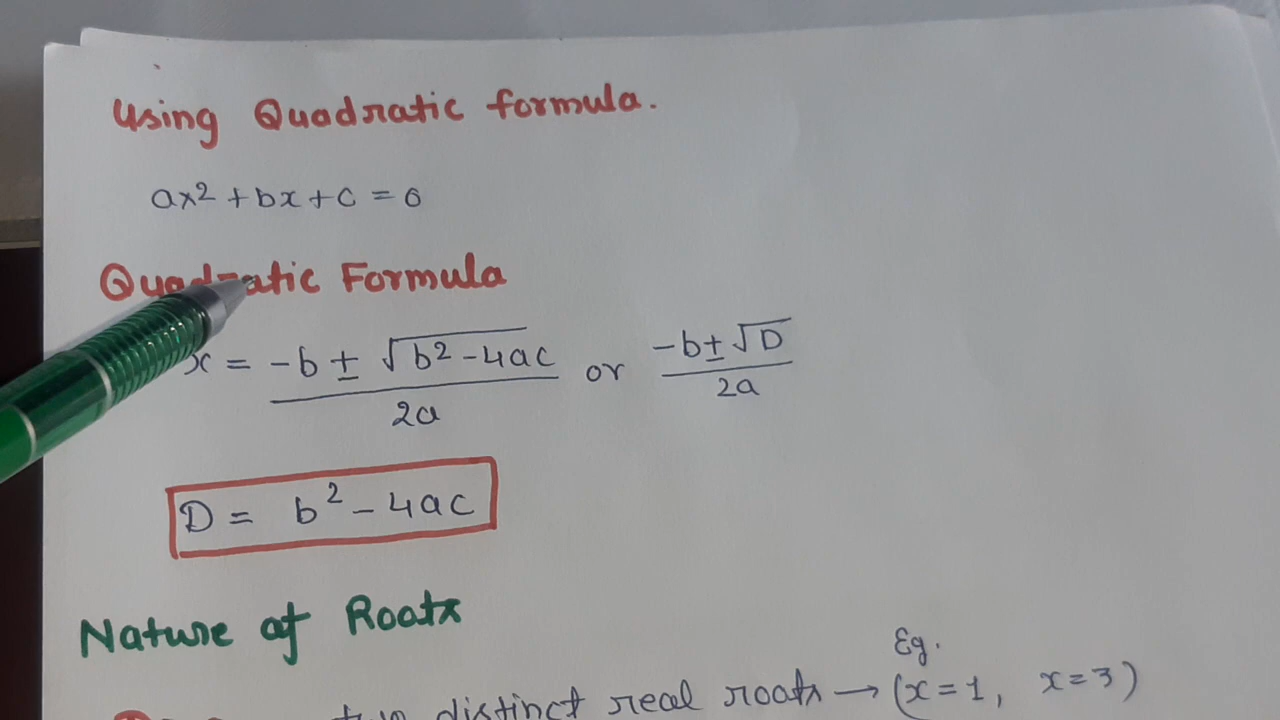 Using Quadratic formula.
ax² + bx + c = 0
Quadratic Formula
x = -b ± √b² - 4ac / 2a or -b ± √D / 2a
D = b² - 4ac
Nature of Roots
Eg.
distinct real roots → (x = 1, x = 3)